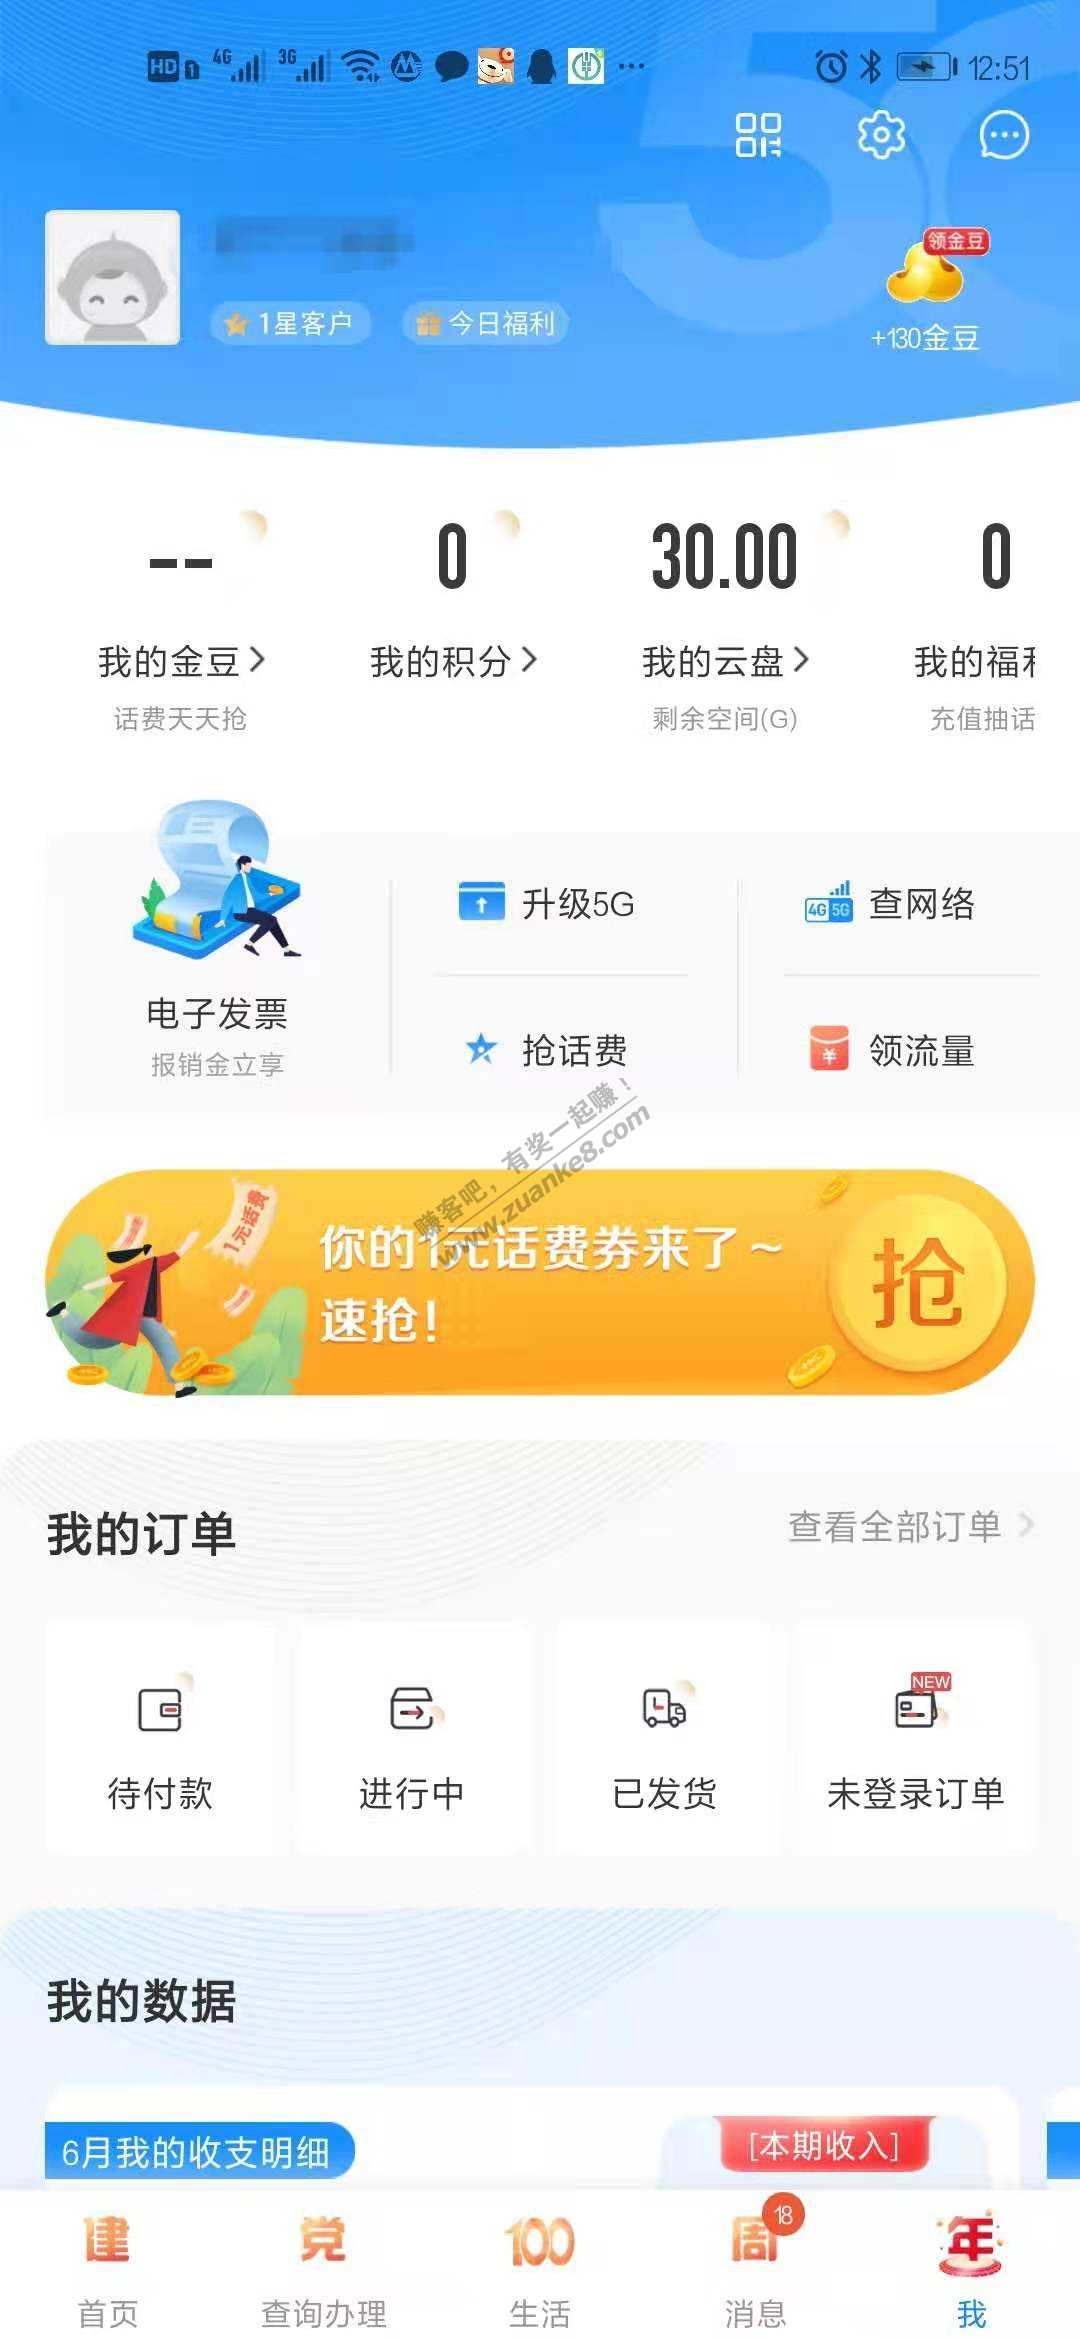 HD 1 4G 3G 12:51
领金豆
1星客户 今日福利
+130金豆
-- 0 30.00 0
我的金豆 我的积分 我的云盘 我的福利
话费天天抢 剩余空间(G) 充值抽话
升级5G 4G 5G 查网络
电子发票
报销金立享
抢话费 领流量
赚客吧，有奖一起赚！
www.zuanke8.com
1元话费
你的1元话费券来了~
速抢！
抢
我的订单 查看全部订单
NEW
待付款 进行中 已发货 未登录订单
我的数据
6月我的收支明细 [本期收入]
建 党 100 周 18 年
首页 查询办理 生活 消息 我